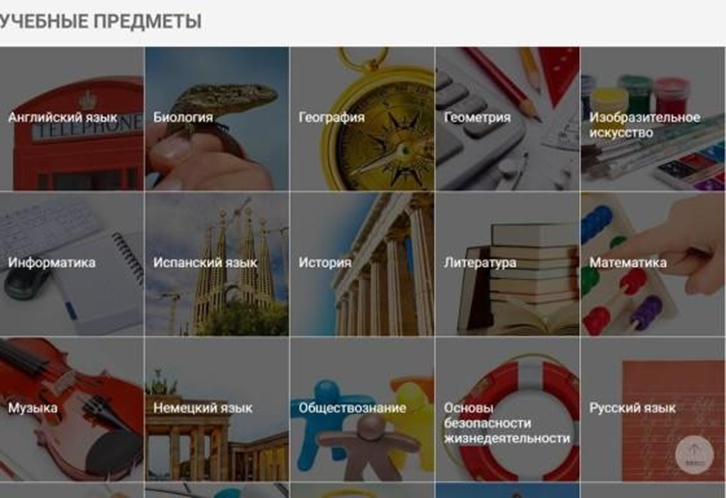 УЧЕБНЫЕ ПРЕДМЕТЫ
Английский язык
TELEPHONE
Биология
География
Геометрия
Изобразительное
искусство
Информатика
Испанский язык
История
Литература
Математика
Музыка
Немецкий язык
Обществознание
Основы
безопасности
жизнедеятельности
Русский язык